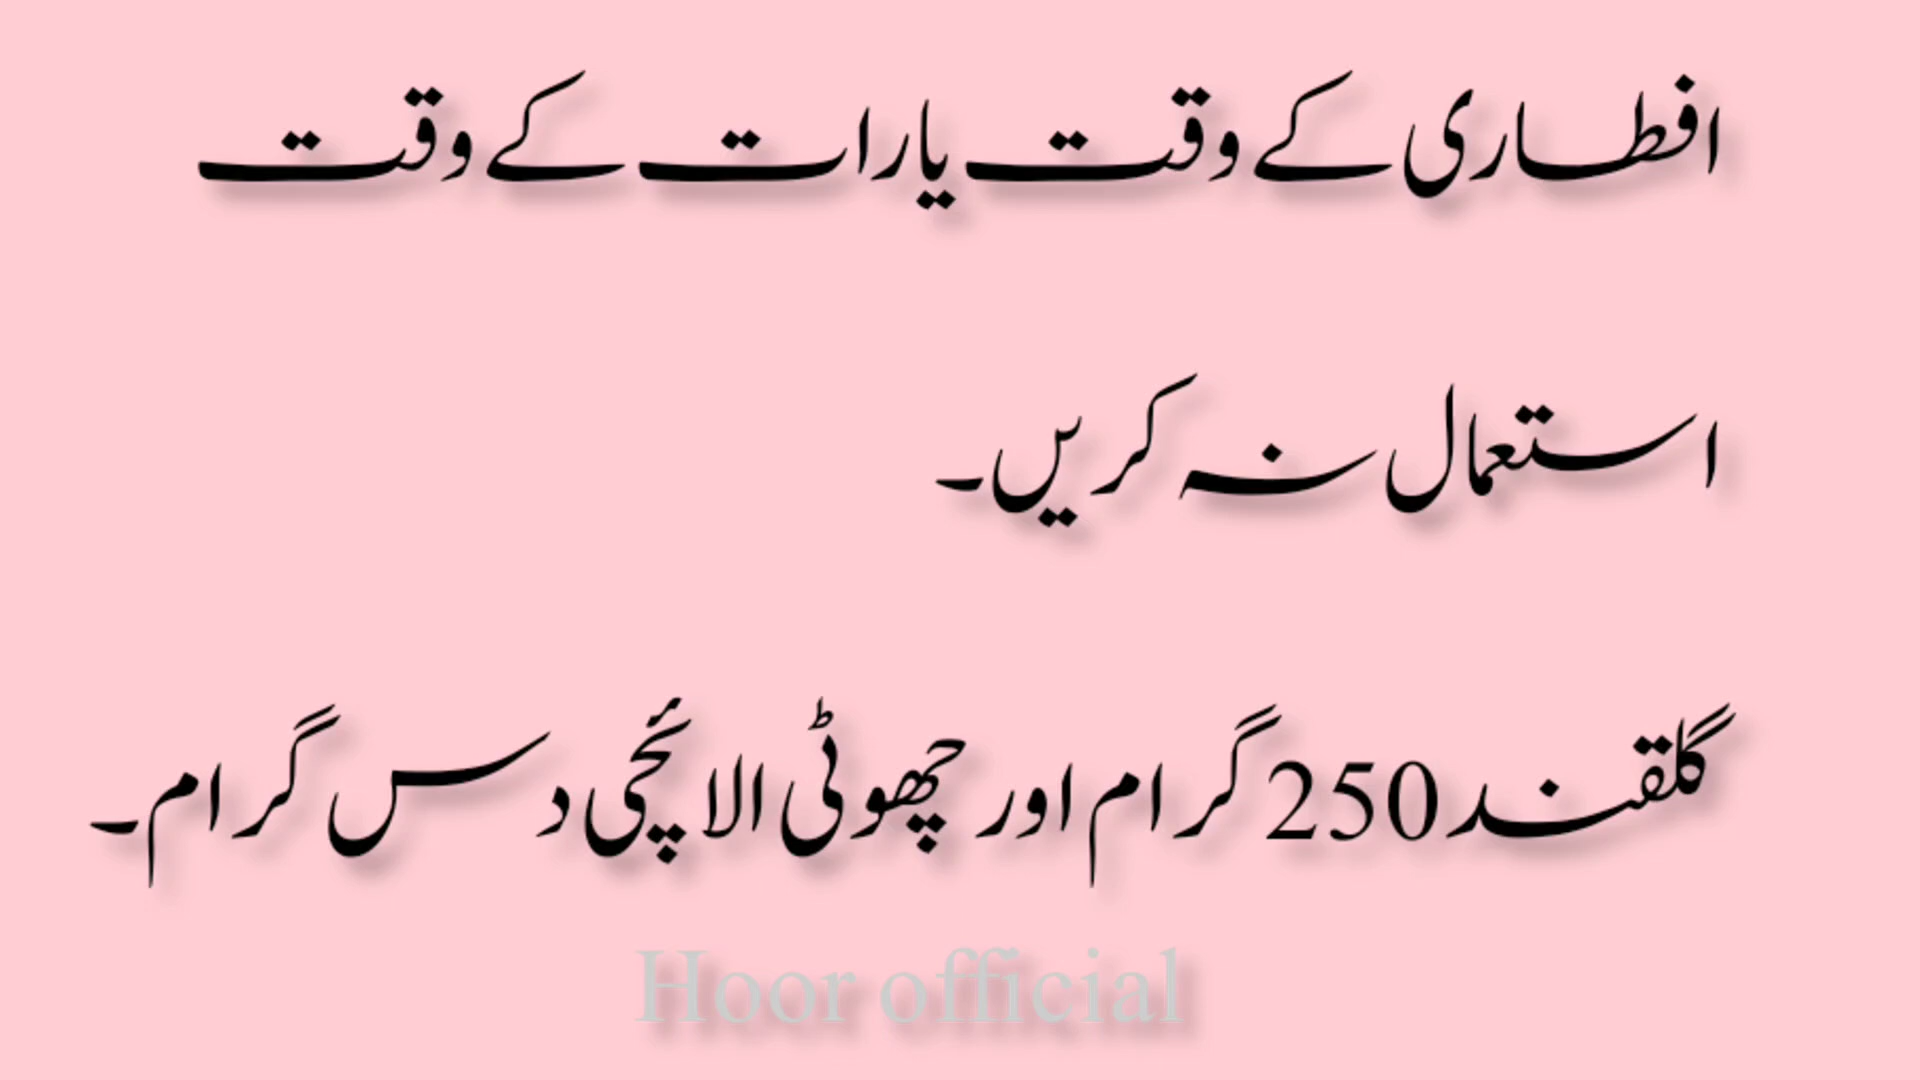 افطاری کے وقت یا رات کے وقت
استعمال نہ کریں۔
گلقند 250 گرام اور چھوٹی الائچی دس گرام۔
Hoor official